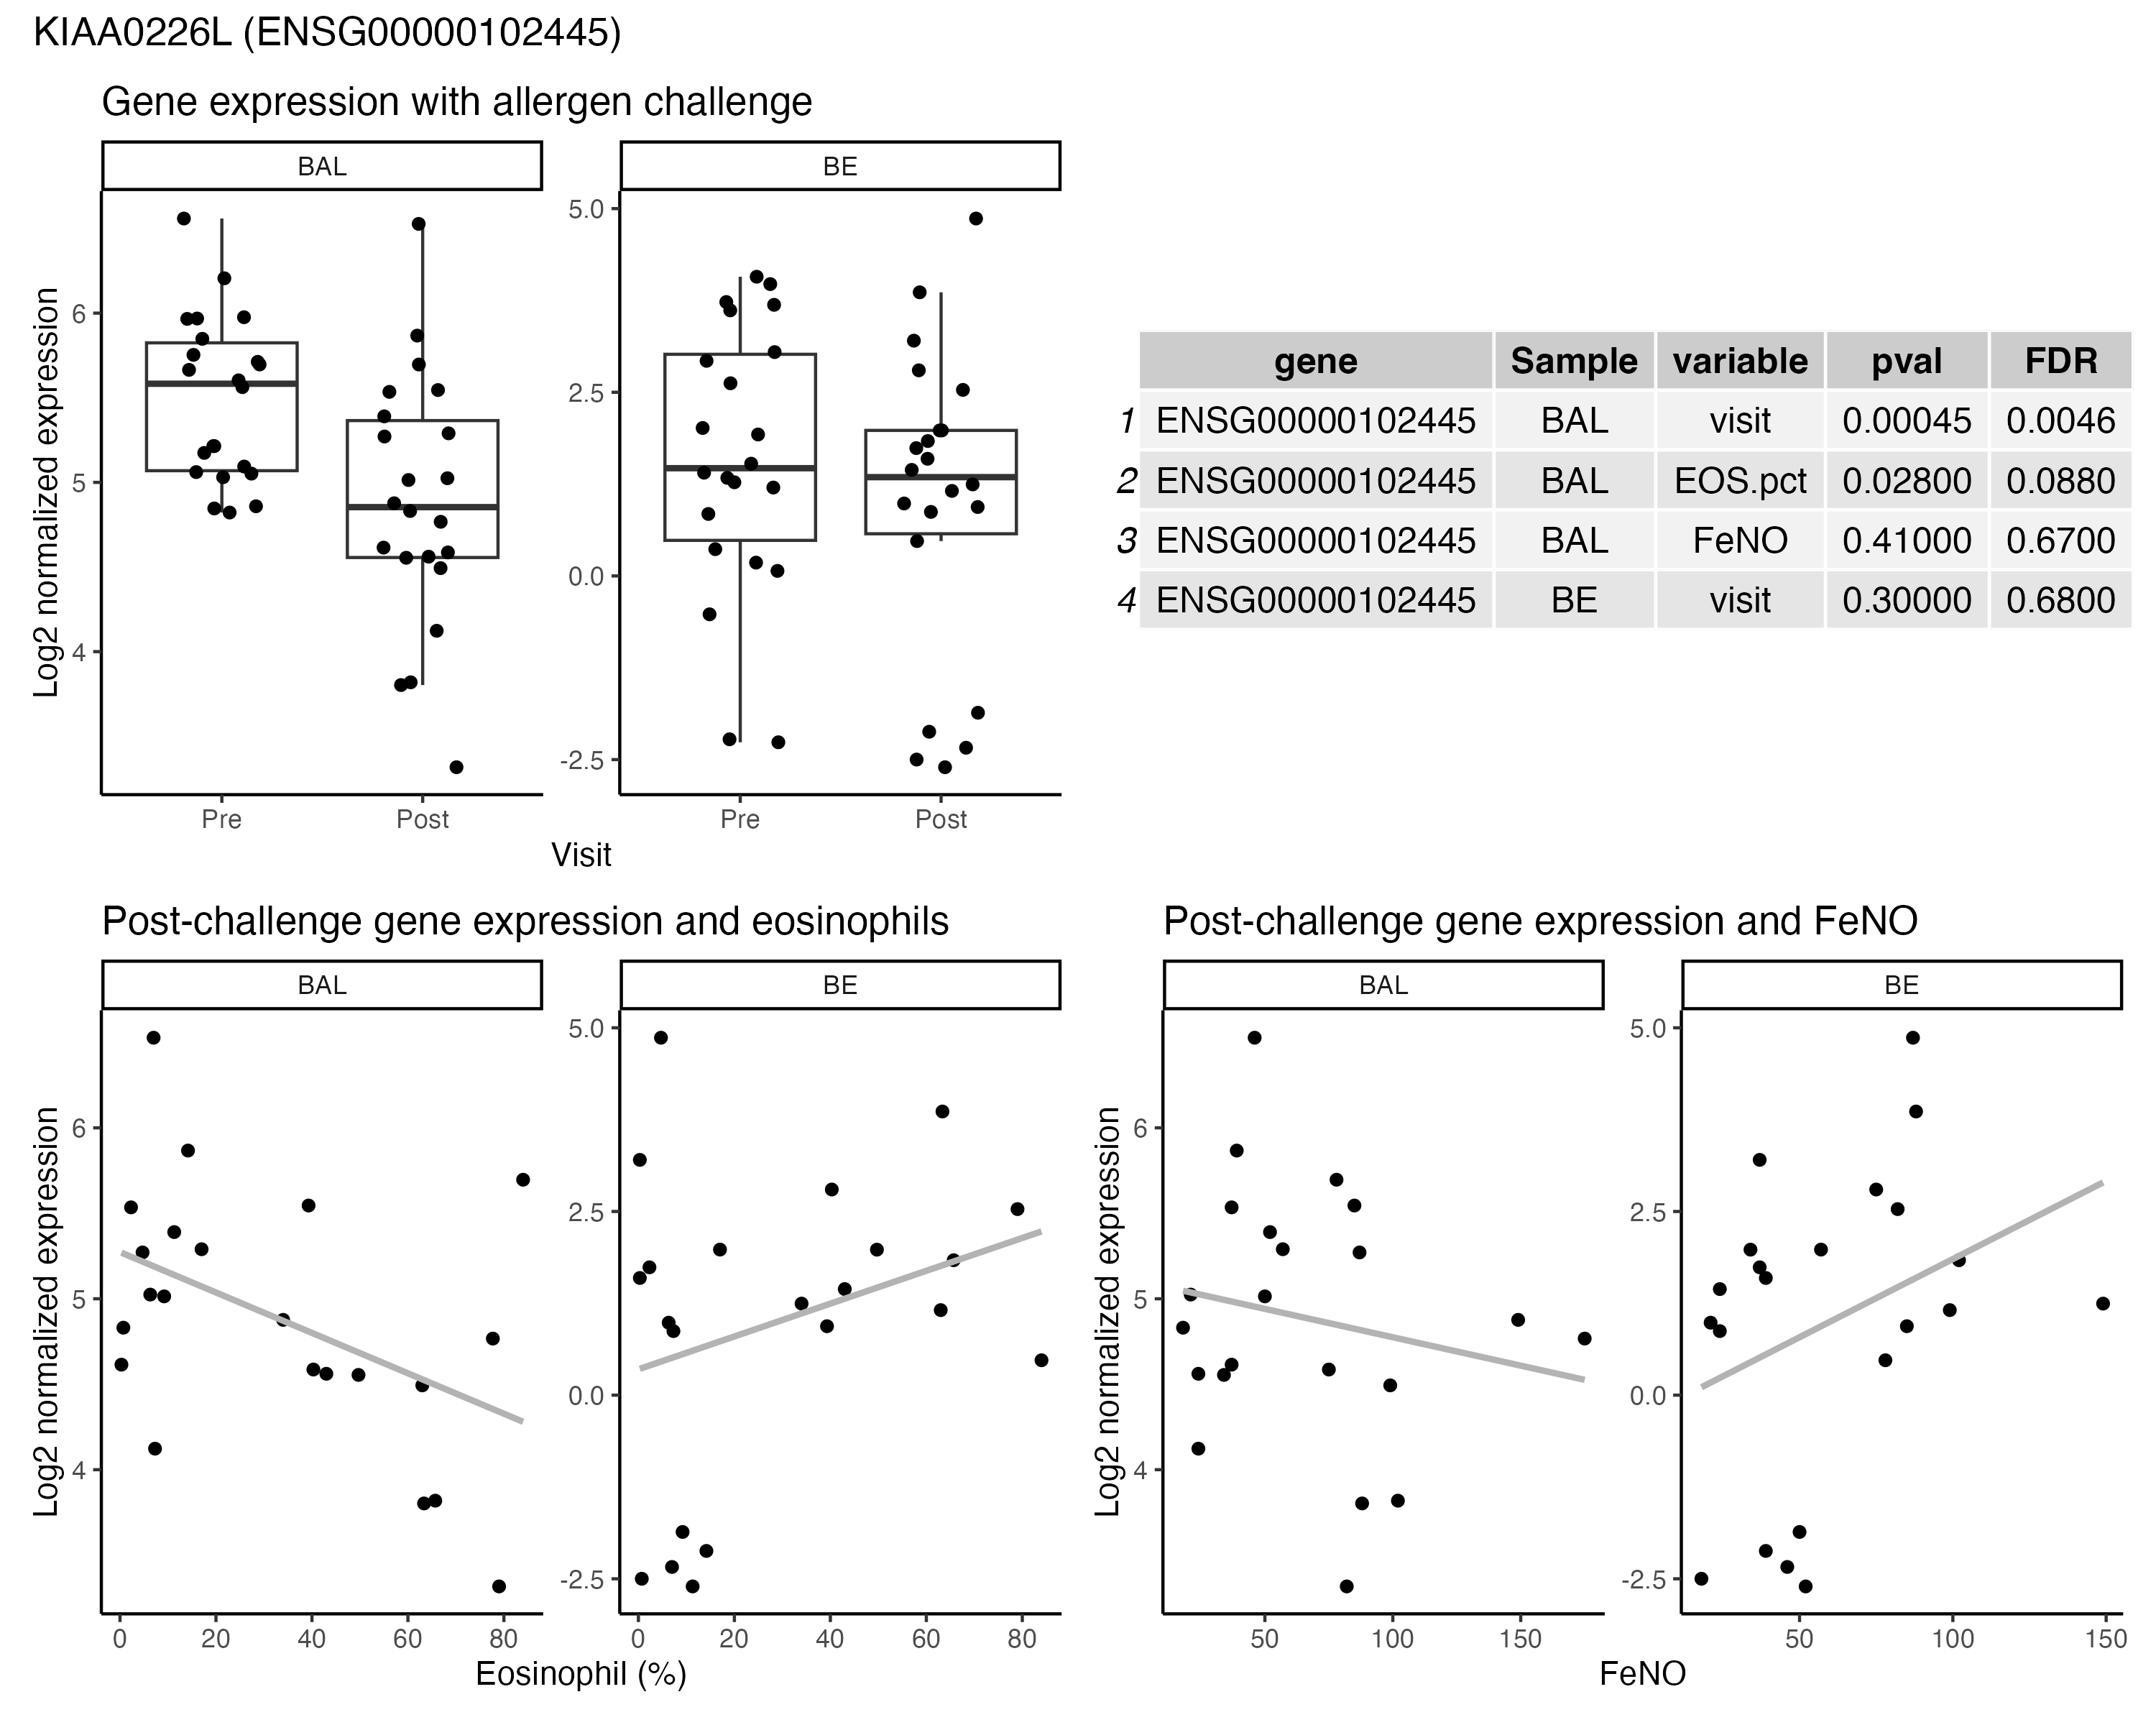 KIAA0226L (ENSG00000102445)
Gene expression with allergen challenge
BAL
BE
Log2 normalized expression
6
5
4
5.0
2.5
0.0
-2.5
Pre
Post
Pre
Post
Visit
gene Sample variable pval FDR
1 ENSG00000102445 BAL visit 0.00045 0.0046
2 ENSG00000102445 BAL EOS.pct 0.02800 0.0880
3 ENSG00000102445 BAL FeNO 0.41000 0.6700
4 ENSG00000102445 BE visit 0.30000 0.6800
Post-challenge gene expression and eosinophils
BAL
BE
Log2 normalized expression
6
5
4
5.0
2.5
0.0
-2.5
0 20 40 60 80
0 20 40 60 80
Eosinophil (%)
Post-challenge gene expression and FeNO
BAL
BE
Log2 normalized expression
6
5
4
5.0
2.5
0.0
-2.5
50 100 150
50 100 150
FeNO